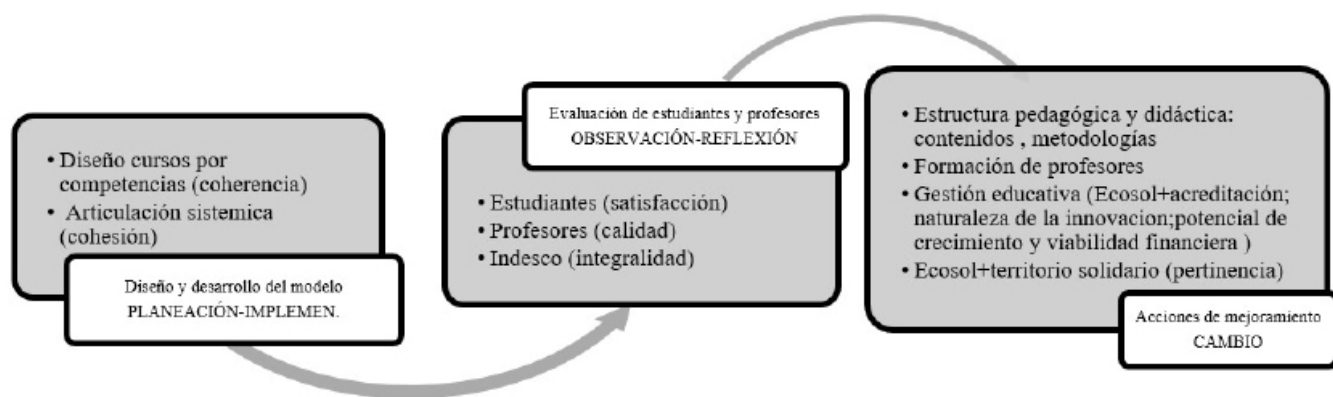 • Diseño cursos por
competencias (coherencia)
• Articulación sistemica
(cohesión)
Diseño y desarrollo del modelo
PLANEACIÓN-IMPLEMEN.
Evaluación de estudiantes y profesores
OBSERVACIÓN-REFLEXIÓN
• Estudiantes (satisfacción)
• Profesores (calidad)
• Indesco (integralidad)
• Estructura pedagógica y didáctica:
contenidos , metodologías
• Formación de profesores
• Gestión educativa (Ecosol+acreditación;
naturaleza de la innovacion;potencial de
crecimiento y viabilidad financiera )
• Ecosol+territorio solidario (pertinencia)
Acciones de mejoramiento
CAMBIO